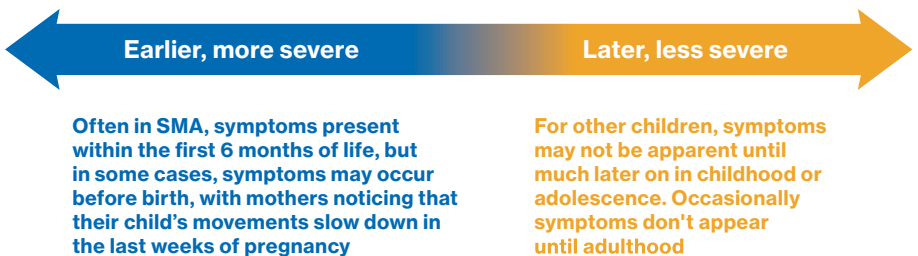 Earlier, more severe
Later, less severe
Often in SMA, symptoms present
within the first 6 months of life, but
in some cases, symptoms may occur
before birth, with mothers noticing that
their child’s movements slow down in
the last weeks of pregnancy
For other children, symptoms
may not be apparent until
much later on in childhood or
adolescence. Occasionally
symptoms don't appear
until adulthood